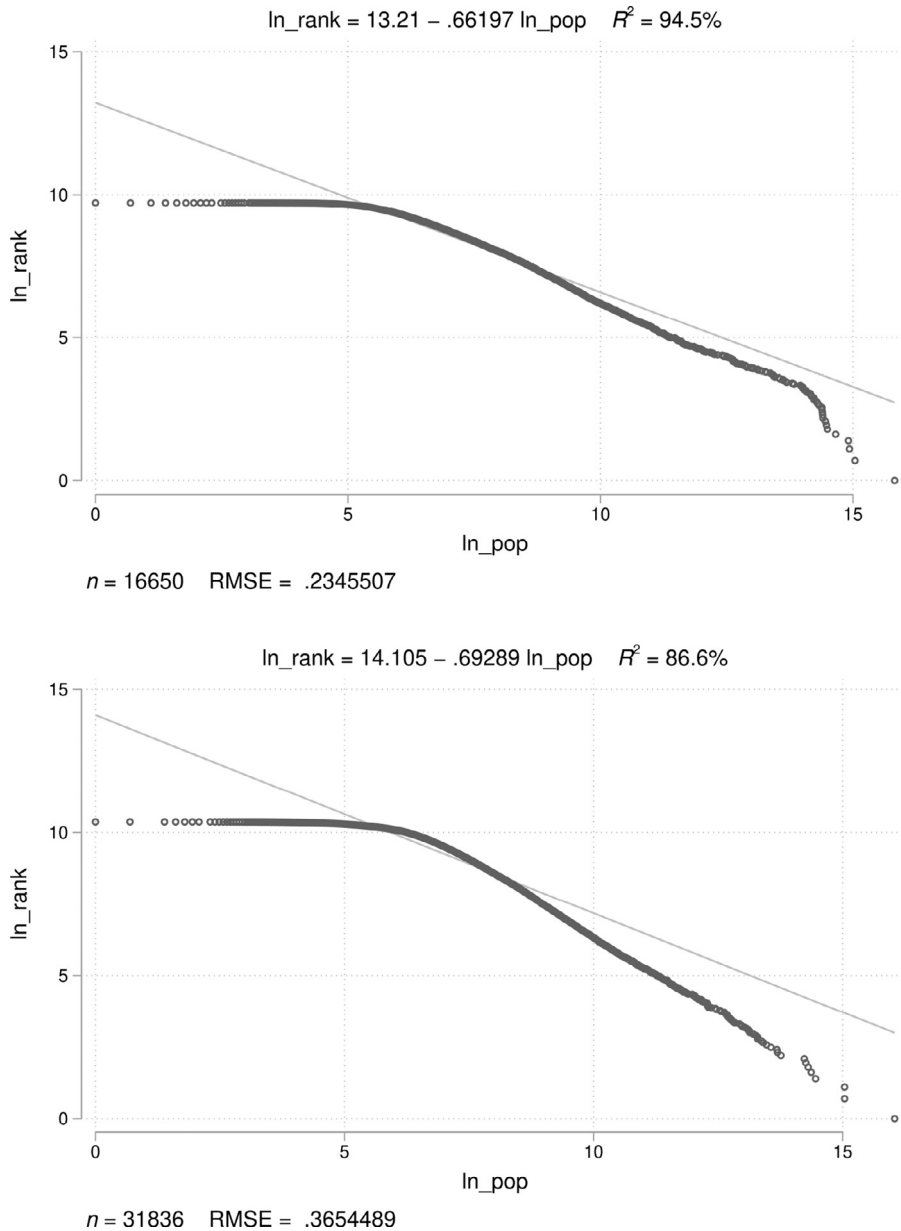 ln_rank = 13.21 − .66197 ln_pop R² = 94.5%
15
10
5
0
ln_rank
0 5 10 15
ln_pop
n = 16650 RMSE = .2345507
ln_rank = 14.105 − .69289 ln_pop R² = 86.6%
15
10
5
0
ln_rank
0 5 10 15
ln_pop
n = 31836 RMSE = .3654489